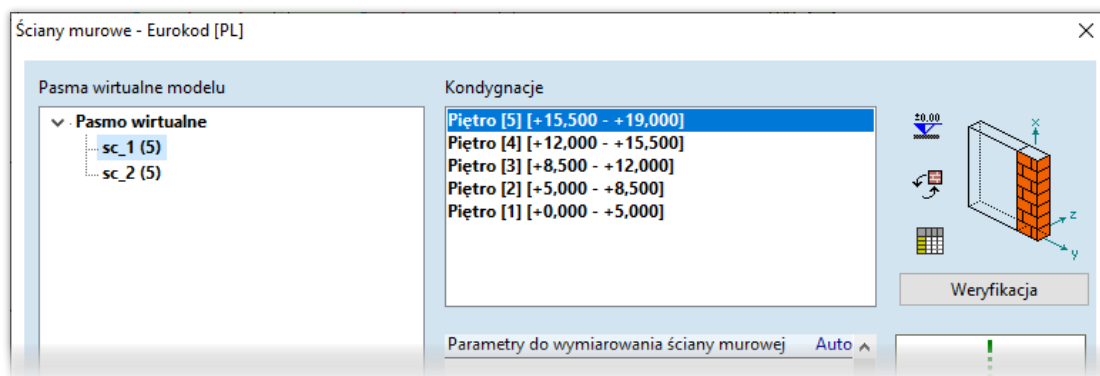 Ściany murowe - Eurokod [PL]
Pasma wirtualne modelu
Pasmo wirtualne
sc_1 (5)
sc_2 (5)
Kondygnacje
Piętro [5] [+15,500 - +19,000]
Piętro [4] [+12,000 - +15,500]
Piętro [3] [+8,500 - +12,000]
Piętro [2] [+5,000 - +8,500]
Piętro [1] [+0,000 - +5,000]
±0.00
x
z
y
Weryfikacja
Parametry do wymiarowania ściany murowej Auto